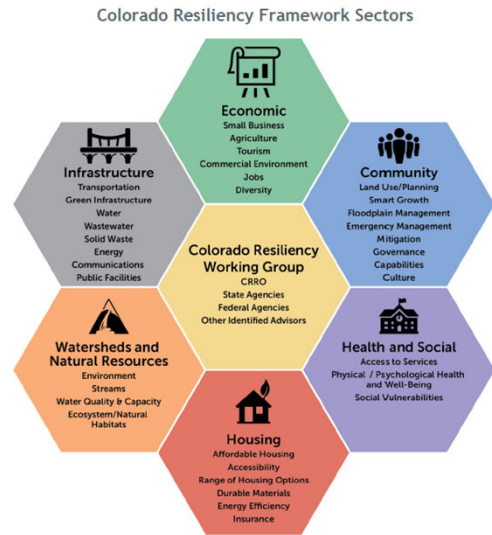 Colorado Resiliency Framework Sectors
Economic
Small Business
Agriculture
Tourism
Commercial Environment
Jobs
Diversity
Infrastructure
Transportation
Green Infrastructure
Water
Wastewater
Solid Waste
Energy
Communications
Public Facilities
Community
Land Use/Planning
Smart Growth
Floodplain Management
Emergency Management
Mitigation
Governance
Capabilities
Culture
Colorado Resiliency
Working Group
CRRO
State Agencies
Federal Agencies
Other Identified Advisors
Watersheds and
Natural Resources
Environment
Streams
Water Quality & Capacity
Ecosystem/Natural
Habitats
Health and Social
Access to Services
Physical / Psychological Health
and Well-Being
Social Vulnerabilities
Housing
Affordable Housing
Accessibility
Range of Housing Options
Durable Materials
Energy Efficiency
Insurance